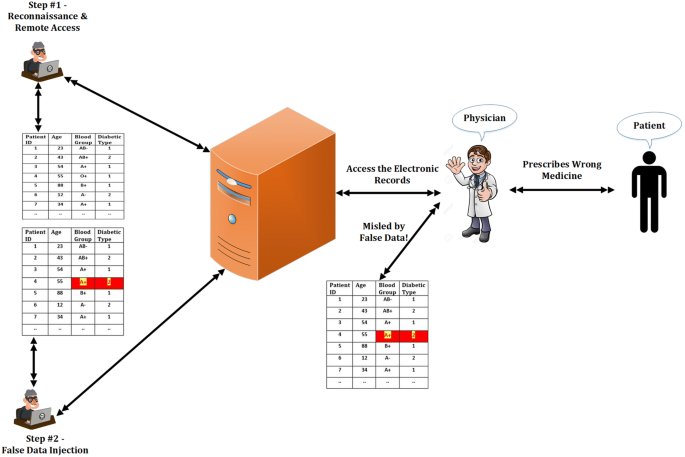 Step #1 -
Reconnaissance &
Remote Access
Patient ID Age Blood Group Diabetic Type
1 23 AB- 1
2 43 AB+ 2
3 54 A+ 1
4 55 O+ 1
5 88 B+ 1
6 12 A- 2
7 34 A+ 1
.. .. .. ..
Patient ID Age Blood Group Diabetic Type
1 23 AB- 1
2 43 AB+ 2
3 54 A+ 1
4 55 A+ 2
5 88 B+ 1
6 12 A- 2
7 34 A+ 1
.. .. .. ..
Step #2 -
False Data Injection
Access the Electronic
Records
Misled by
False Data!
Physician
Prescribes Wrong
Medicine
Patient
Patient ID Age Blood Group Diabetic Type
1 23 AB- 1
2 43 AB+ 2
3 54 A+ 1
4 55 A+ 2
5 88 B+ 1
6 12 A- 2
7 34 A+ 1
.. .. .. ..